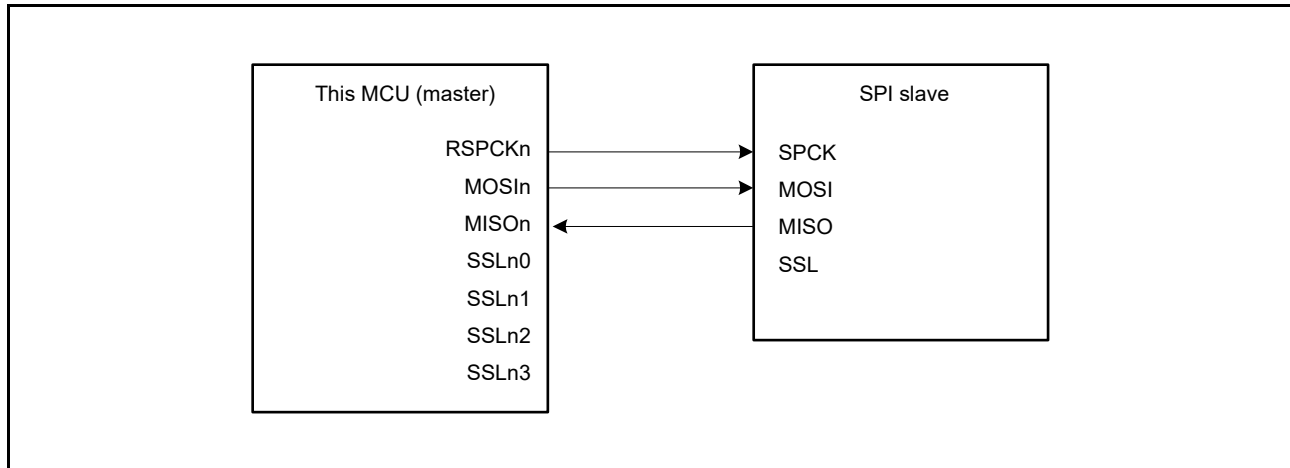 This MCU (master)
RSPCKn
MOSIn
MISOn
SSLn0
SSLn1
SSLn2
SSLn3
SPI slave
SPCK
MOSI
MISO
SSL